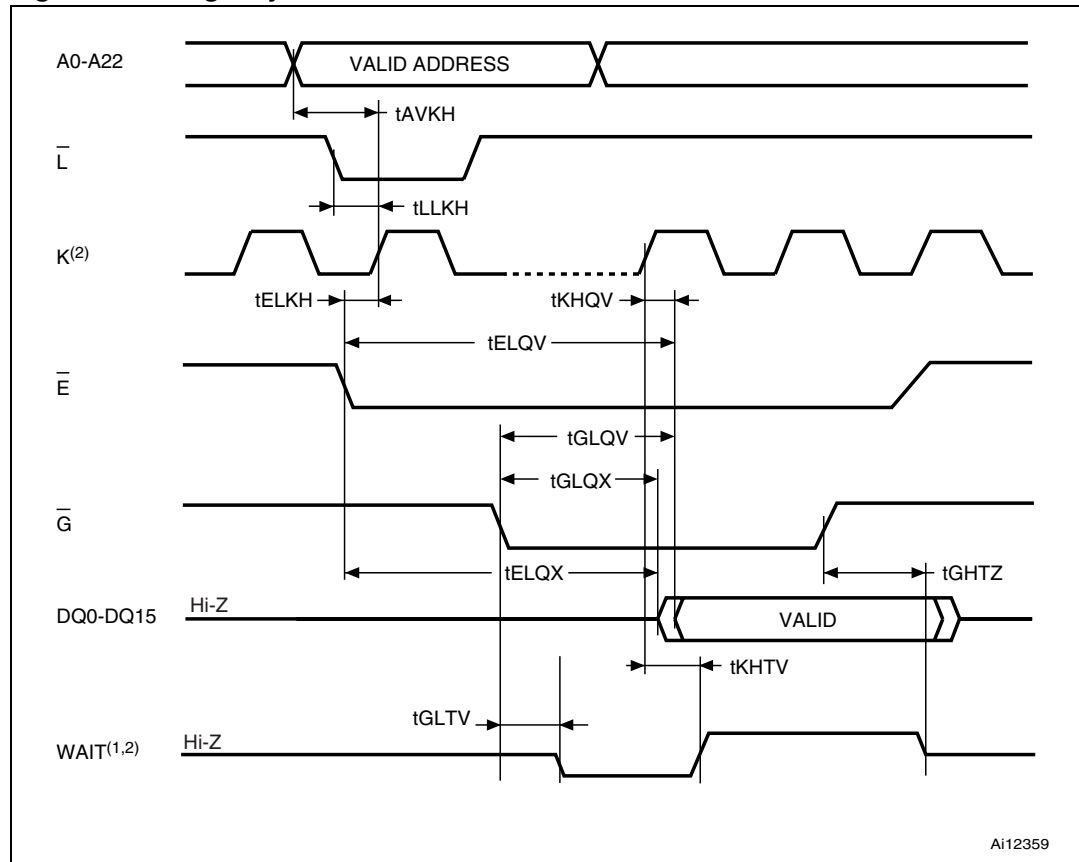 A0-A22
VALID ADDRESS
tAVKH
L
tLLKH
K(2)
tELKH
tKHQV
tELQV
E
tGLQV
tGLQX
G
tELQX
tGHTZ
DQ0-DQ15
Hi-Z
VALID
tKHTV
tGLTV
WAIT(1,2)
Hi-Z
Ai12359